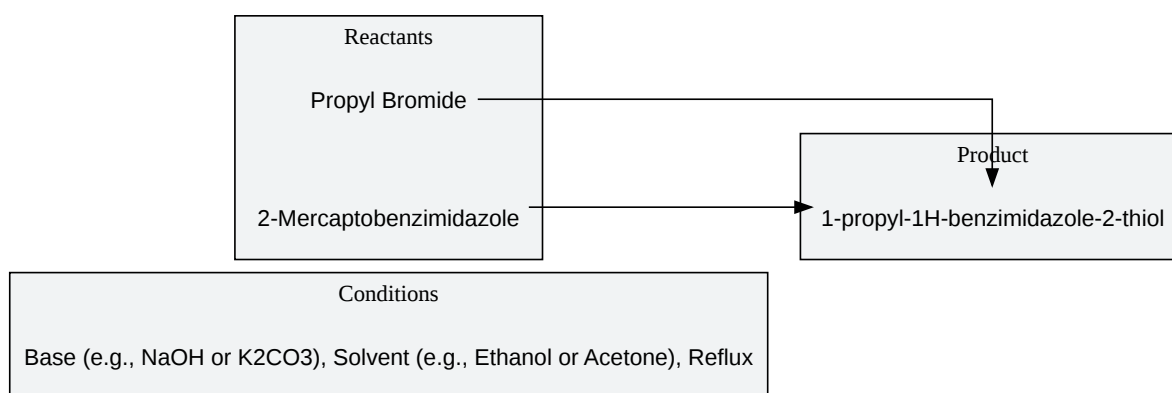 Reactants
Propyl Bromide
2-Mercaptobenzimidazole
Product
1-propyl-1H-benzimidazole-2-thiol
Conditions
Base (e.g., NaOH or K2CO3), Solvent (e.g., Ethanol or Acetone), Reflux